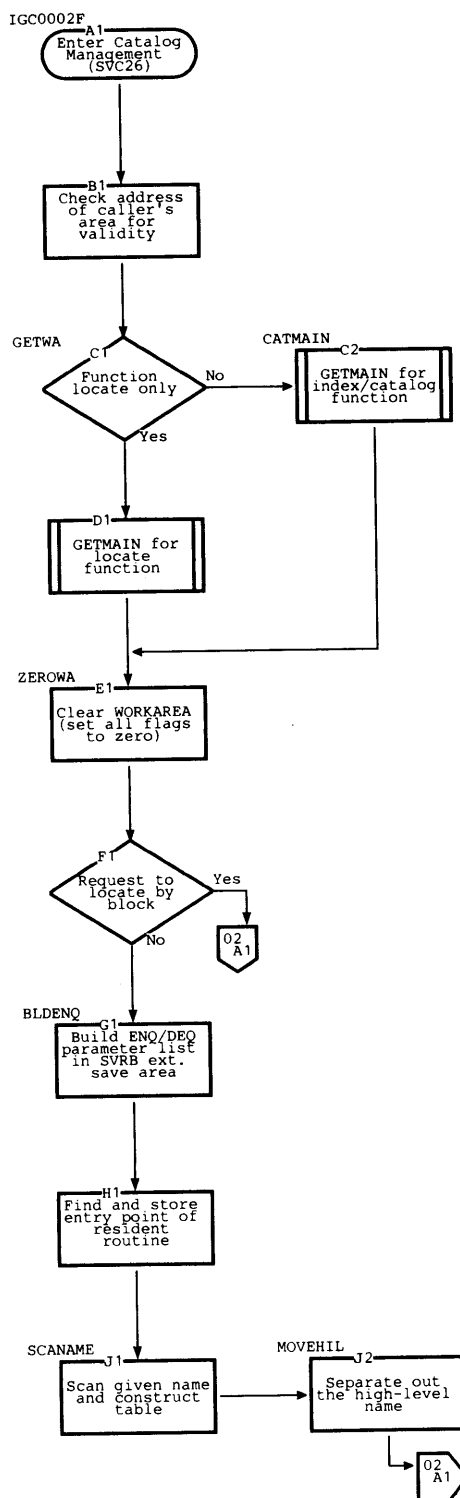 IGC0002F
A1
Enter Catalog
Management
(SVC26)
B1
Check address
of caller's
area for
validity
GETWA
C1
Function
locate only
No
Yes
CATMAIN
C2
GETMAIN for
index/catalog
function
D1
GETMAIN for
locate
function
ZEROWA
E1
Clear WORKAREA
(set all flags
to zero)
F1
Request to
locate by
block
Yes
No
02
A1
BLDENQ
G1
Build ENQ/DEQ
parameter list
in SVRB ext.
save area
H1
Find and store
entry point of
resident
routine
SCANAME
J1
Scan given name
and construct
table
MOVEHIL
J2
Separate out
the high-level
name
02
A1